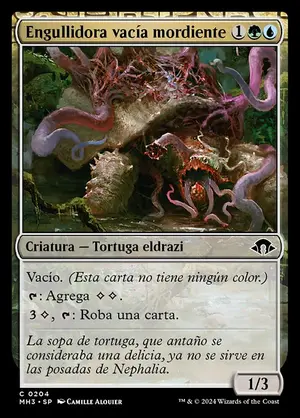 Engullidora vacía mordiente 1
Criatura — Tortuga eldrazi
Vacío. (Esta carta no tiene ningún color.)
: Agrega
3 , : Roba una carta.
La sopa de tortuga, que antaño se
consideraba una delicia, ya no se sirve en
las posadas de Nephalia.
1/3
C 0204
MH3 • SP CAMILLE ALQUIER
™ & © 2024 Wizards of the Coast